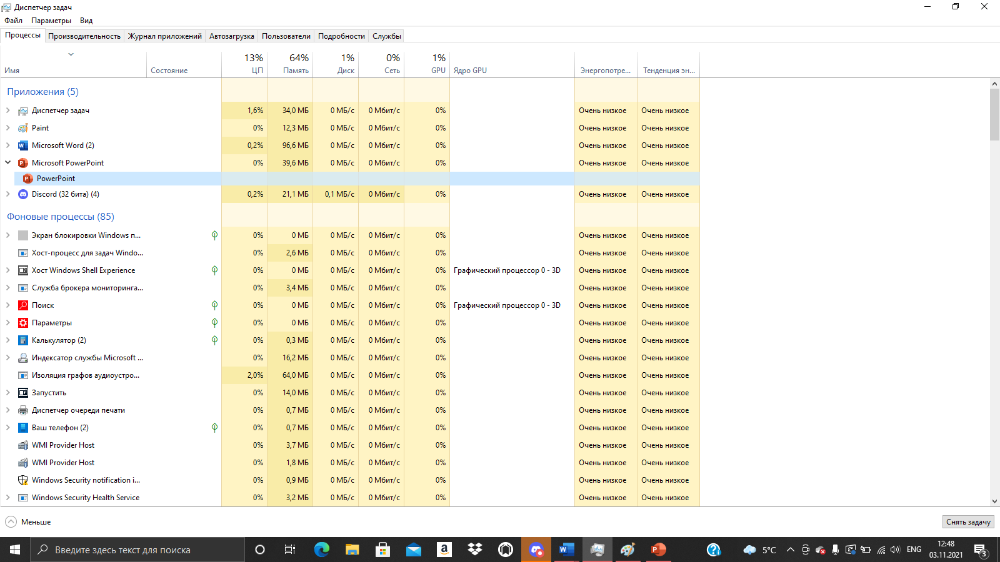 Диспетчер задач
Файл Параметры Вид
Процессы Производительность Журнал приложений Автозагрузка Пользователи Подробности Службы
13% 64% 1% 0% 1%
Имя Состояние ЦП Память Диск Сеть GPU Ядро GPU Энергопотре... Тенденция эн...
Приложения (5)
Диспетчер задач 1,6% 34,0 МБ 0 МБ/с 0 Мбит/с 0% Очень низкое Очень низкое
Paint 0% 12,3 МБ 0 МБ/с 0 Мбит/с 0% Очень низкое Очень низкое
Microsoft Word (2) 0,2% 96,6 МБ 0 МБ/с 0 Мбит/с 0% Очень низкое Очень низкое
Microsoft PowerPoint 0% 39,6 МБ 0 МБ/с 0 Мбит/с 0% Очень низкое Очень низкое
PowerPoint
Discord (32 бита) (4) 0,2% 21,1 МБ 0,1 МБ/с 0 Мбит/с 0% Очень низкое Очень низкое
Фоновые процессы (85)
Экран блокировки Windows п... 0% 0 МБ 0 МБ/с 0 Мбит/с 0% Очень низкое Очень низкое
Хост-процесс для задач Windo... 0% 2,6 МБ 0 МБ/с 0 Мбит/с 0% Очень низкое Очень низкое
Хост Windows Shell Experience 0% 0 МБ 0 МБ/с 0 Мбит/с 0% Графический процессор 0 - 3D Очень низкое Очень низкое
Служба брокера мониторинга... 0% 3,4 МБ 0 МБ/с 0 Мбит/с 0% Очень низкое Очень низкое
Поиск 0% 0 МБ 0 МБ/с 0 Мбит/с 0% Графический процессор 0 - 3D Очень низкое Очень низкое
Параметры 0% 0 МБ 0 МБ/с 0 Мбит/с 0% Очень низкое Очень низкое
Калькулятор (2) 0% 0,3 МБ 0 МБ/с 0 Мбит/с 0% Очень низкое Очень низкое
Индексатор службы Microsoft ... 0% 16,2 МБ 0 МБ/с 0 Мбит/с 0% Очень низкое Очень низкое
Изоляция графов аудиоустро... 2,0% 64,0 МБ 0 МБ/с 0 Мбит/с 0% Очень низкое Очень низкое
Запустить 0% 14,0 МБ 0 МБ/с 0 Мбит/с 0% Очень низкое Очень низкое
Диспетчер очереди печати 0% 0,7 МБ 0 МБ/с 0 Мбит/с 0% Очень низкое Очень низкое
Ваш телефон (2) 0% 0,7 МБ 0 МБ/с 0 Мбит/с 0% Очень низкое Очень низкое
WMI Provider Host 0% 3,7 МБ 0 МБ/с 0 Мбит/с 0% Очень низкое Очень низкое
WMI Provider Host 0% 1,8 МБ 0 МБ/с 0 Мбит/с 0% Очень низкое Очень низкое
Windows Security notification i... 0% 0,9 МБ 0 МБ/с 0 Мбит/с 0% Очень низкое Очень низкое
Windows Security Health Service 0% 3,2 МБ 0 МБ/с 0 Мбит/с 0% Очень низкое Очень низкое
Меньше Снять задачу
Введите здесь текст для поиска 5°C ENG 12:48
03.11.2021 3